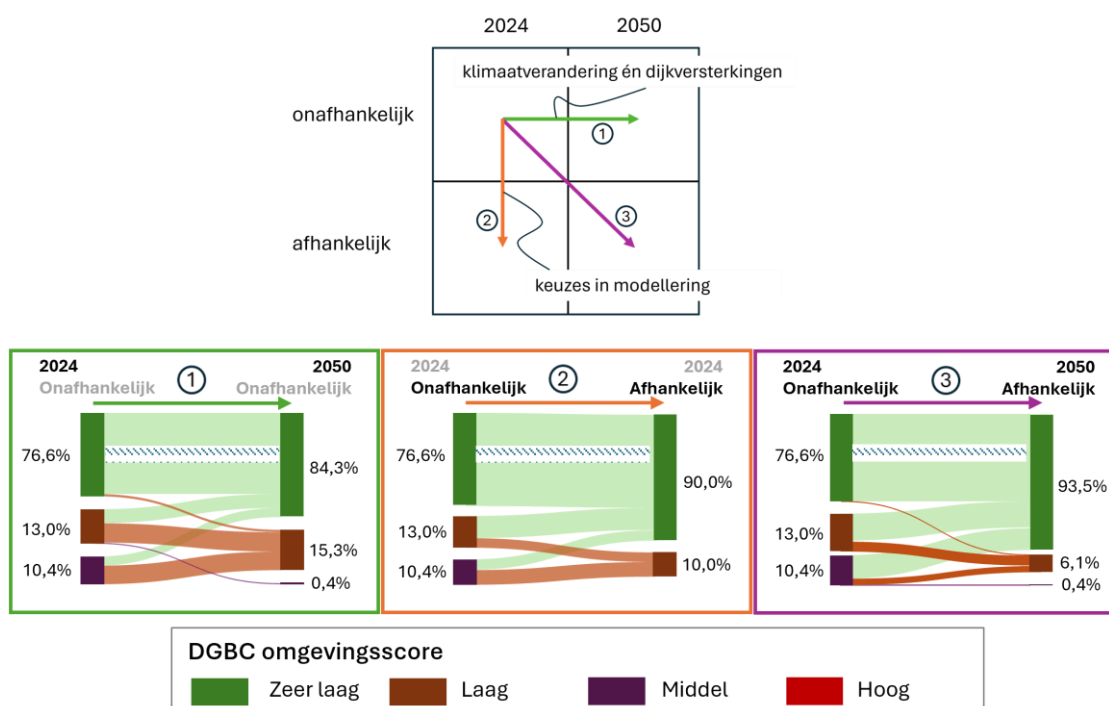 2024 2050
klimaatverandering én dijkversterkingen
onafhankelijk
1
2
3
afhankelijk
keuzes in modellering
2024 1 2050
Onafhankelijk Onafhankelijk
76,6%
84,3%
13,0%
15,3%
10,4%
0,4%
2024 2 2024
Onafhankelijk Afhankelijk
76,6%
90,0%
13,0%
10,4%
10,0%
2024 3 2050
Onafhankelijk Afhankelijk
76,6%
93,5%
13,0%
6,1%
10,4%
0,4%
DGBC omgevingsscore
Zeer laag Laag Middel Hoog